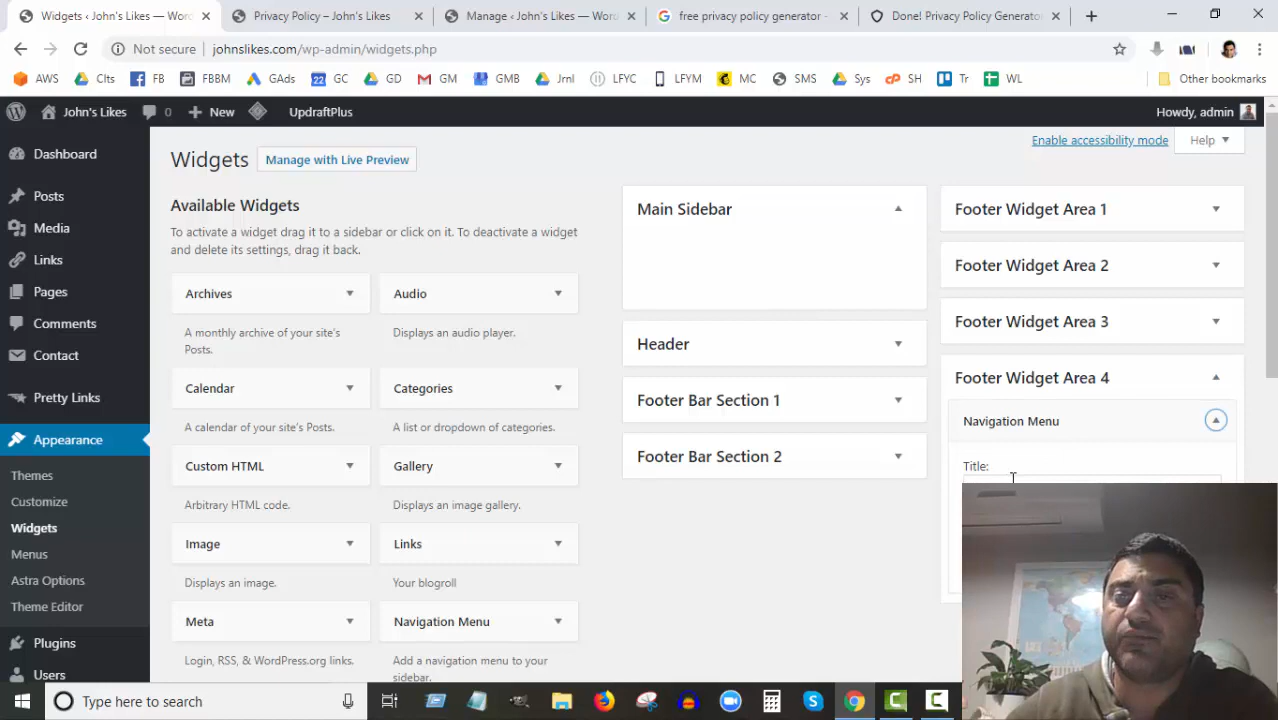 Widgets ‹ John's Likes — Word
Privacy Policy – John's Likes
Manage ‹ John's Likes — Word
free privacy policy generator -
Done! Privacy Policy Generator
Not secure
johnslikes.com/wp-admin/widgets.php
AWS
Clts
FB
FBBM
GAds
22 GC
GD
GM
GMB
Jrnl
LFYC
LFYM
MC
SMS
Sys
cP SH
Tr
WL
Other bookmarks
John's Likes
0
New
UpdraftPlus
Howdy, admin
Dashboard
Posts
Media
Links
Pages
Comments
Contact
Pretty Links
Appearance
Themes
Customize
Widgets
Menus
Astra Options
Theme Editor
Plugins
Users
Enable accessibility mode
Help
Widgets
Manage with Live Preview
Available Widgets
To activate a widget drag it to a sidebar or click on it. To deactivate a widget
and delete its settings, drag it back.
Archives
A monthly archive of your site's
Posts.
Audio
Displays an audio player.
Calendar
A calendar of your site's Posts.
Categories
A list or dropdown of categories.
Custom HTML
Arbitrary HTML code.
Gallery
Displays an image gallery.
Image
Displays an image.
Links
Your blogroll
Meta
Login, RSS, & WordPress.org links.
Navigation Menu
Add a navigation menu to your
sidebar.
Main Sidebar
Header
Footer Bar Section 1
Footer Bar Section 2
Footer Widget Area 1
Footer Widget Area 2
Footer Widget Area 3
Footer Widget Area 4
Navigation Menu
Title:
Type here to search